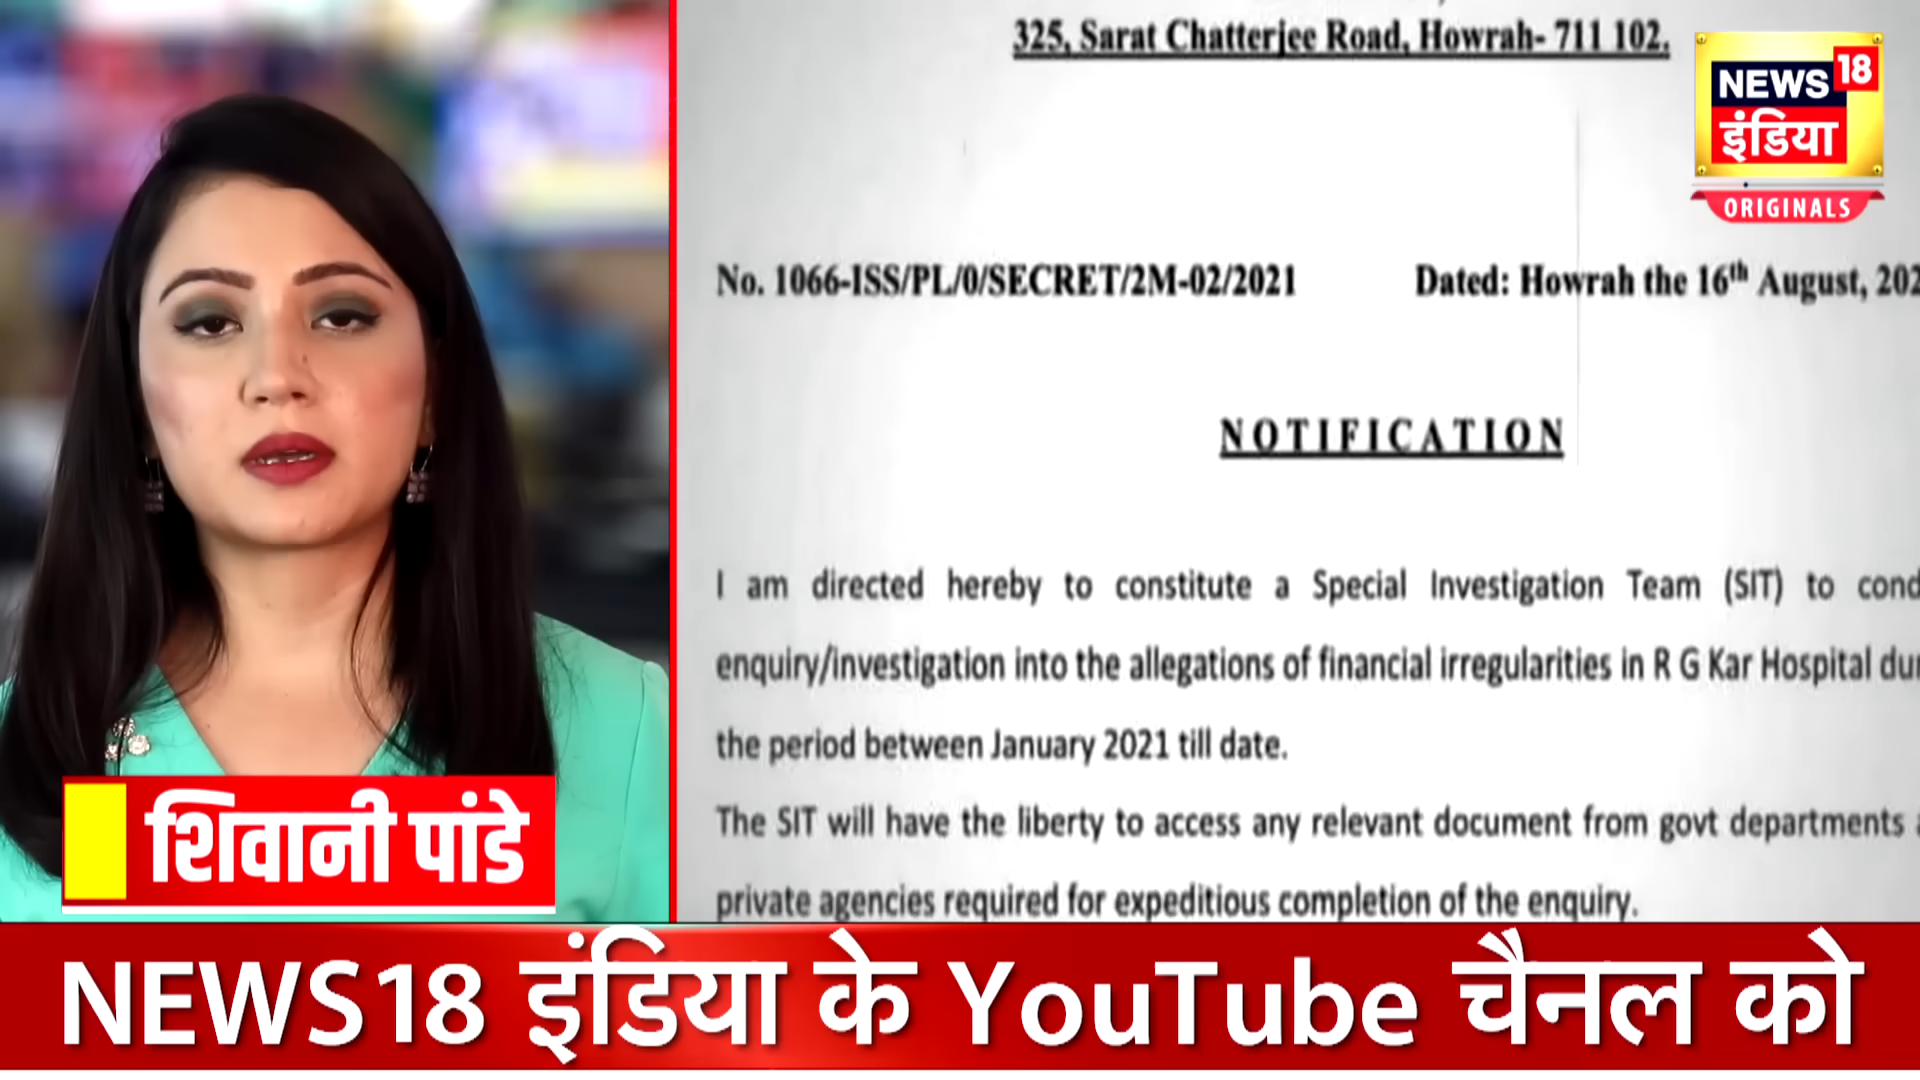 325, Sarat Chatterjee Road, Howrah- 711 102.
NEWS 18
इंडिया
ORIGINALS
No. 1066-ISS/PL/0/SECRET/2M-02/2021 Dated: Howrah the 16th August, 202
NOTIFICATION
I am directed hereby to constitute a Special Investigation Team (SIT) to cond
enquiry/investigation into the allegations of financial irregularities in R G Kar Hospital du
the period between January 2021 till date.
The SIT will have the liberty to access any relevant document from govt departments
private agencies required for expeditious completion of the enquiry.
शिवानी पांडे
NEWS18 इंडिया के YouTube चैनल को